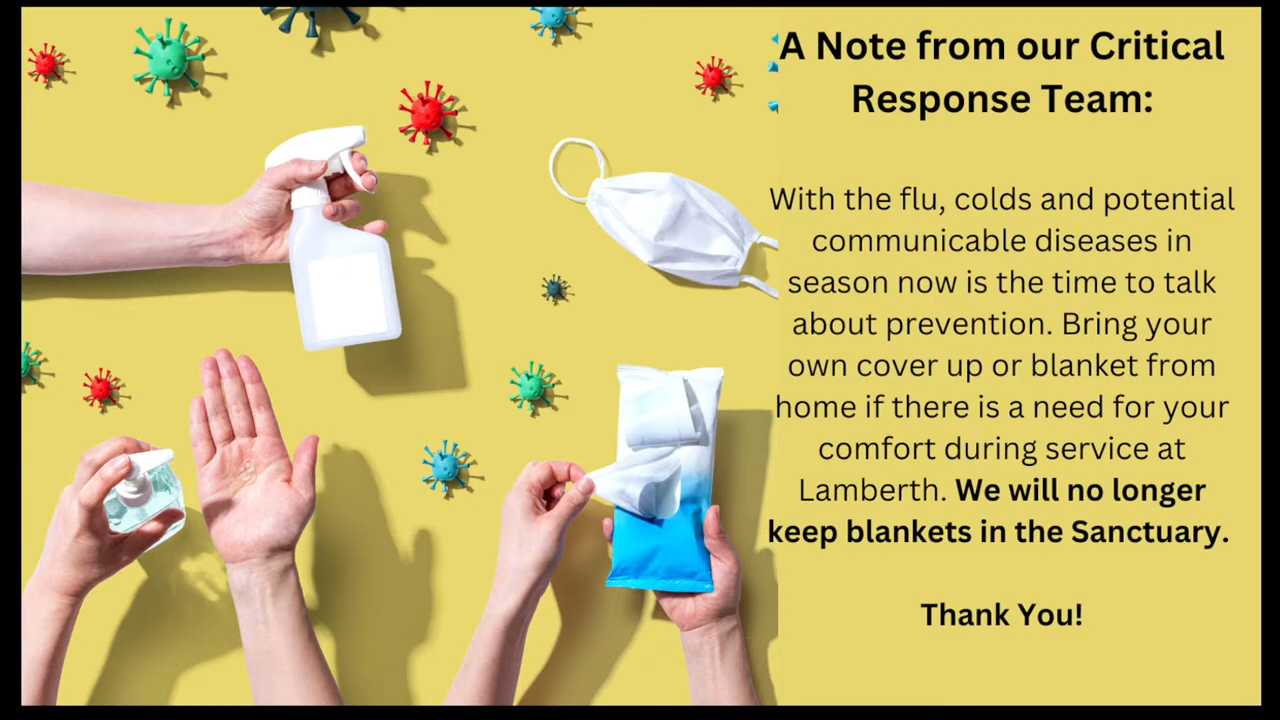 A Note from our Critical
Response Team:
With the flu, colds and potential
communicable diseases in
season now is the time to talk
about prevention. Bring your
own cover up or blanket from
home if there is a need for your
comfort during service at
Lamberth. We will no longer
keep blankets in the Sanctuary.
Thank You!